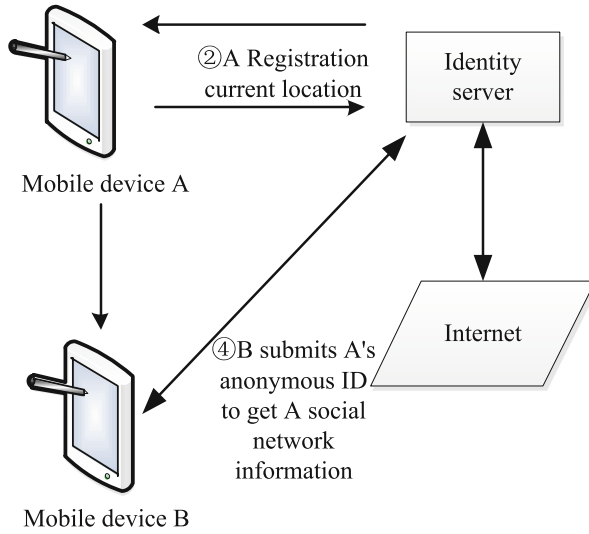 ②A Registration
current location
Identity
server
Mobile device A
Internet
④B submits A's
anonymous ID
to get A social
network
information
Mobile device B